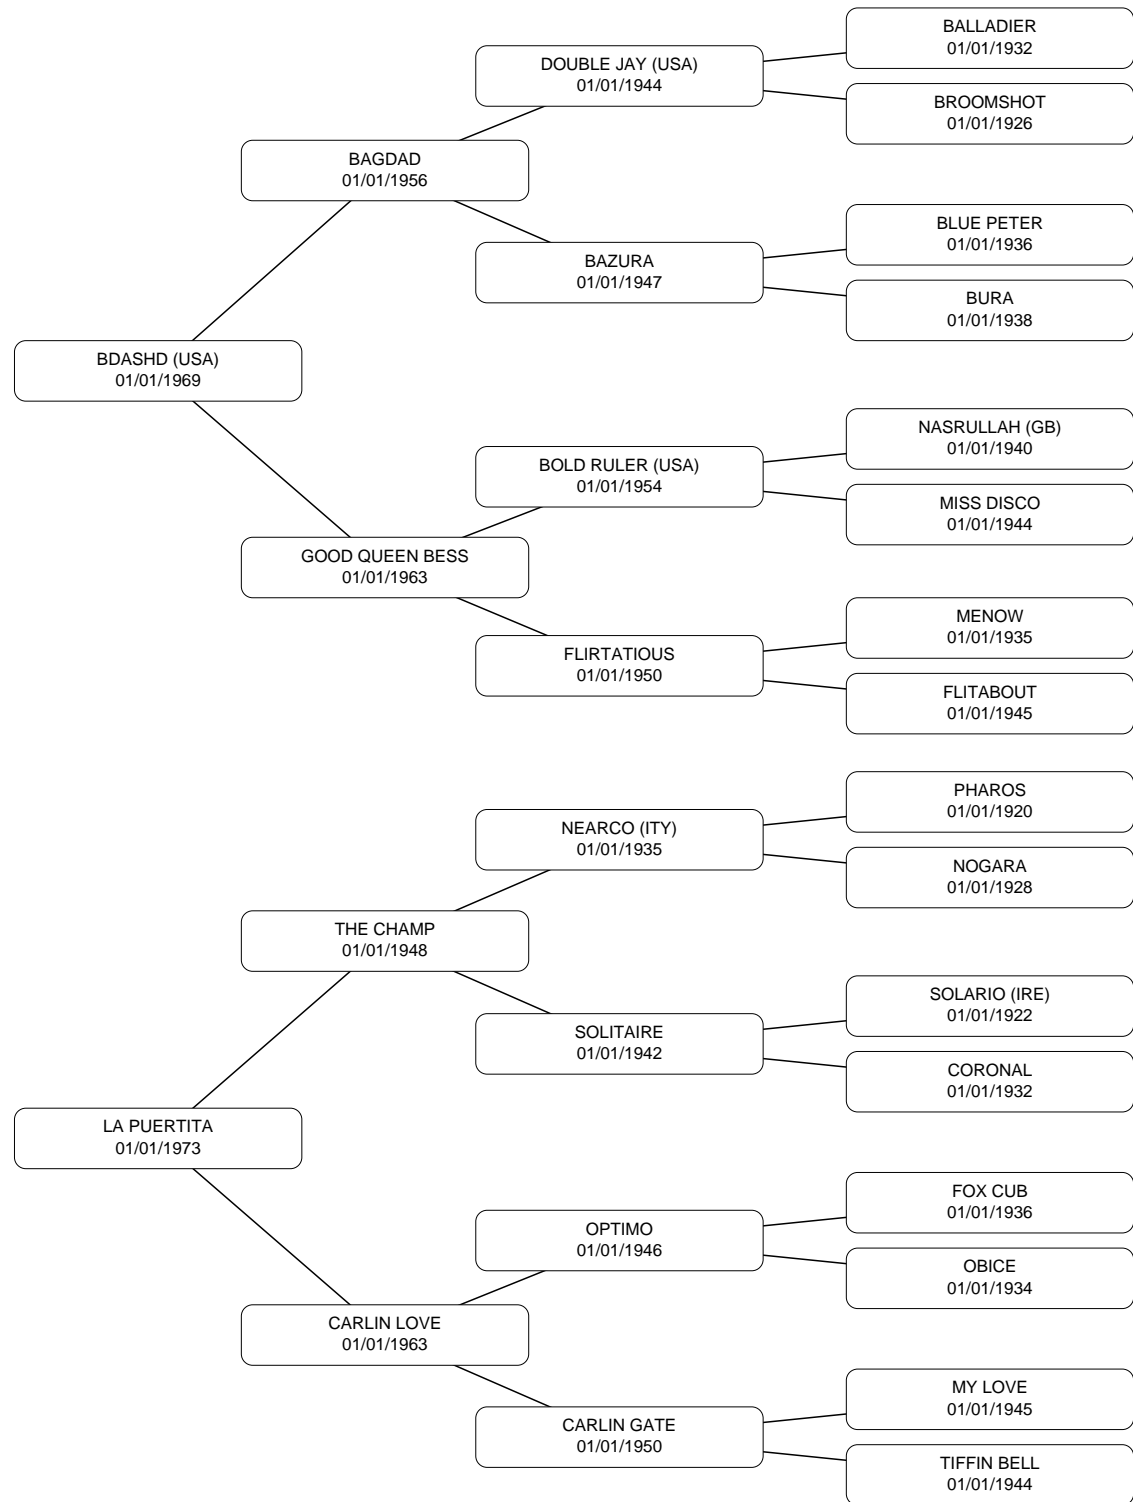 BALLADIER
01/01/1932
DOUBLE JAY (USA)
01/01/1944
BROOMSHOT
01/01/1926
BAGDAD
01/01/1956
BLUE PETER
01/01/1936
BAZURA
01/01/1947
BURA
01/01/1938
BDASHD (USA)
01/01/1969
NASRULLAH (GB)
01/01/1940
BOLD RULER (USA)
01/01/1954
MISS DISCO
01/01/1944
GOOD QUEEN BESS
01/01/1963
MENOW
01/01/1935
FLIRTATIOUS
01/01/1950
FLITABOUT
01/01/1945
PHAROS
01/01/1920
NEARCO (ITY)
01/01/1935
NOGARA
01/01/1928
THE CHAMP
01/01/1948
SOLARIO (IRE)
01/01/1922
SOLITAIRE
01/01/1942
CORONAL
01/01/1932
LA PUERTITA
01/01/1973
FOX CUB
01/01/1936
OPTIMO
01/01/1946
OBICE
01/01/1934
CARLIN LOVE
01/01/1963
MY LOVE
01/01/1945
CARLIN GATE
01/01/1950
TIFFIN BELL
01/01/1944